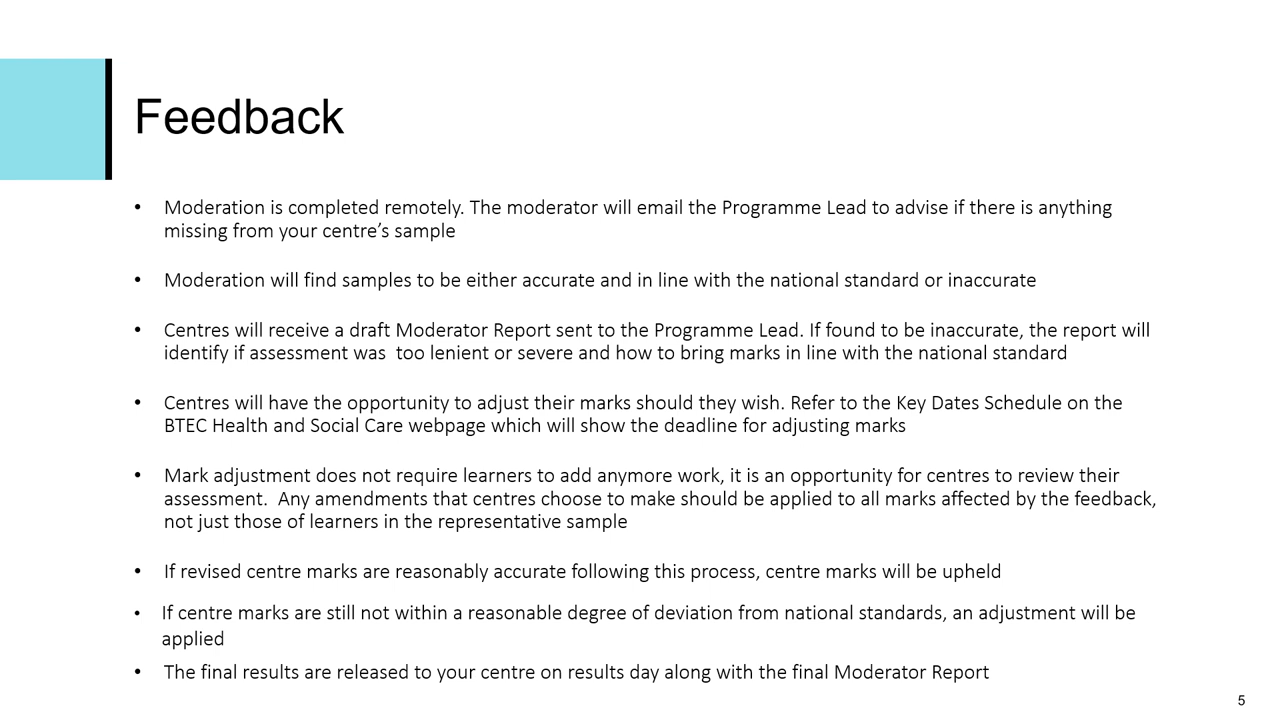 Feedback
• Moderation is completed remotely. The moderator will email the Programme Lead to advise if there is anything
missing from your centre’s sample
• Moderation will find samples to be either accurate and in line with the national standard or inaccurate
• Centres will receive a draft Moderator Report sent to the Programme Lead. If found to be inaccurate, the report will
identify if assessment was  too lenient or severe and how to bring marks in line with the national standard
• Centres will have the opportunity to adjust their marks should they wish. Refer to the Key Dates Schedule on the
BTEC Health and Social Care webpage which will show the deadline for adjusting marks
• Mark adjustment does not require learners to add anymore work, it is an opportunity for centres to review their
assessment.  Any amendments that centres choose to make should be applied to all marks affected by the feedback,
not just those of learners in the representative sample
• If revised centre marks are reasonably accurate following this process, centre marks will be upheld
• If centre marks are still not within a reasonable degree of deviation from national standards, an adjustment will be
applied
• The final results are released to your centre on results day along with the final Moderator Report
5